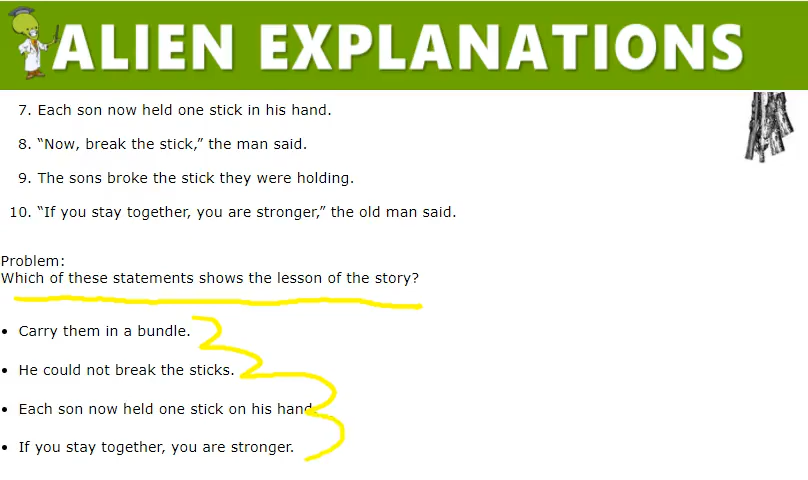 ALIEN EXPLANATIONS
7. Each son now held one stick in his hand.
8. “Now, break the stick,” the man said.
9. The sons broke the stick they were holding.
10. “If you stay together, you are stronger,” the old man said.
Problem:
Which of these statements shows the lesson of the story?
• Carry them in a bundle.
• He could not break the sticks.
• Each son now held one stick on his hand
• If you stay together, you are stronger.